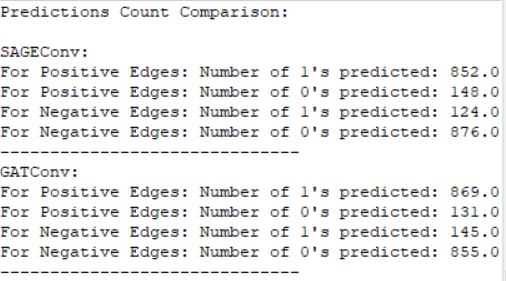 Predictions Count Comparison:
SAGEConv:
For Positive Edges: Number of 1's predicted: 852.0
For Positive Edges: Number of 0's predicted: 148.0
For Negative Edges: Number of 1's predicted: 124.0
For Negative Edges: Number of 0's predicted: 876.0
------------------------------
GATConv:
For Positive Edges: Number of 1's predicted: 869.0
For Positive Edges: Number of 0's predicted: 131.0
For Negative Edges: Number of 1's predicted: 145.0
For Negative Edges: Number of 0's predicted: 855.0
------------------------------